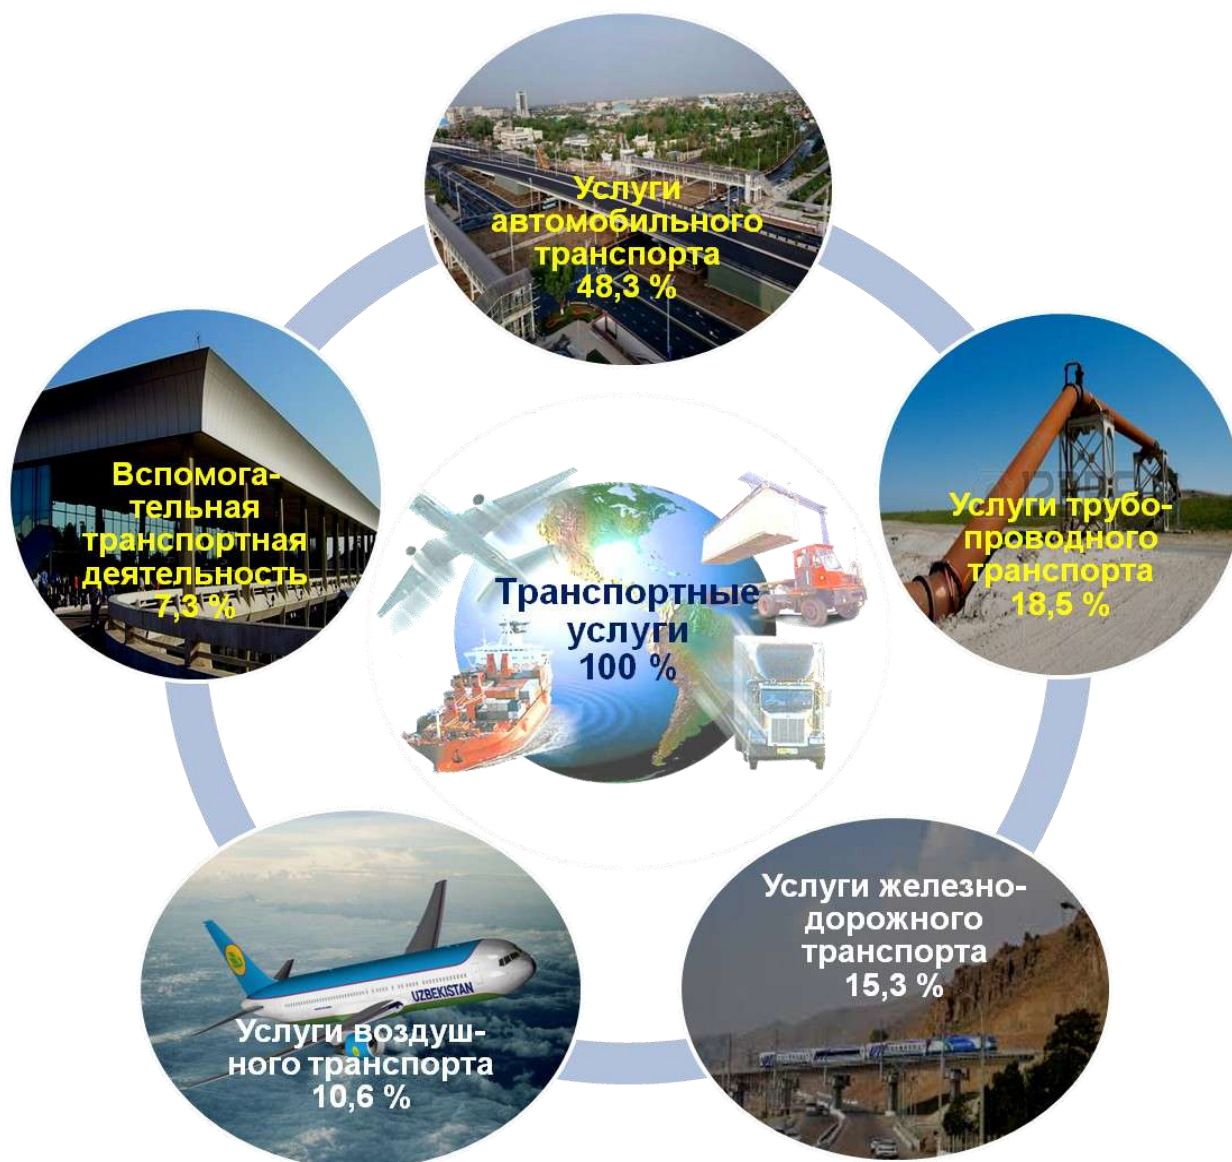 Услуги
автомобильного
транспорта
48,3 %
Вспомога-
тельная
транспортная
деятельность
7,3 %
Услуги трубо-
проводного
транспорта
18,5 %
Транспортные
услуги
100 %
Услуги железно-
дорожного
транспорта
15,3 %
UZBEKISTAN
Услуги воздуш-
ного транспорта
10,6 %